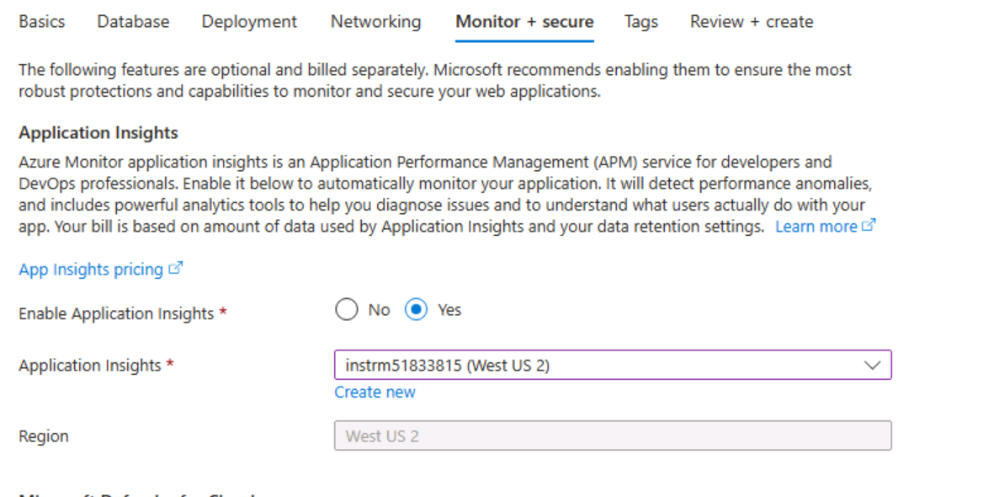 Basics Database Deployment Networking Monitor + secure Tags Review + create
The following features are optional and billed separately. Microsoft recommends enabling them to ensure the most
robust protections and capabilities to monitor and secure your web applications.
Application Insights
Azure Monitor application insights is an Application Performance Management (APM) service for developers and
DevOps professionals. Enable it below to automatically monitor your application. It will detect performance anomalies,
and includes powerful analytics tools to help you diagnose issues and to understand what users actually do with your
app. Your bill is based on amount of data used by Application Insights and your data retention settings. Learn more
App Insights pricing
Enable Application Insights * No Yes
Application Insights * instrm51833815 (West US 2)
Create new
Region West US 2